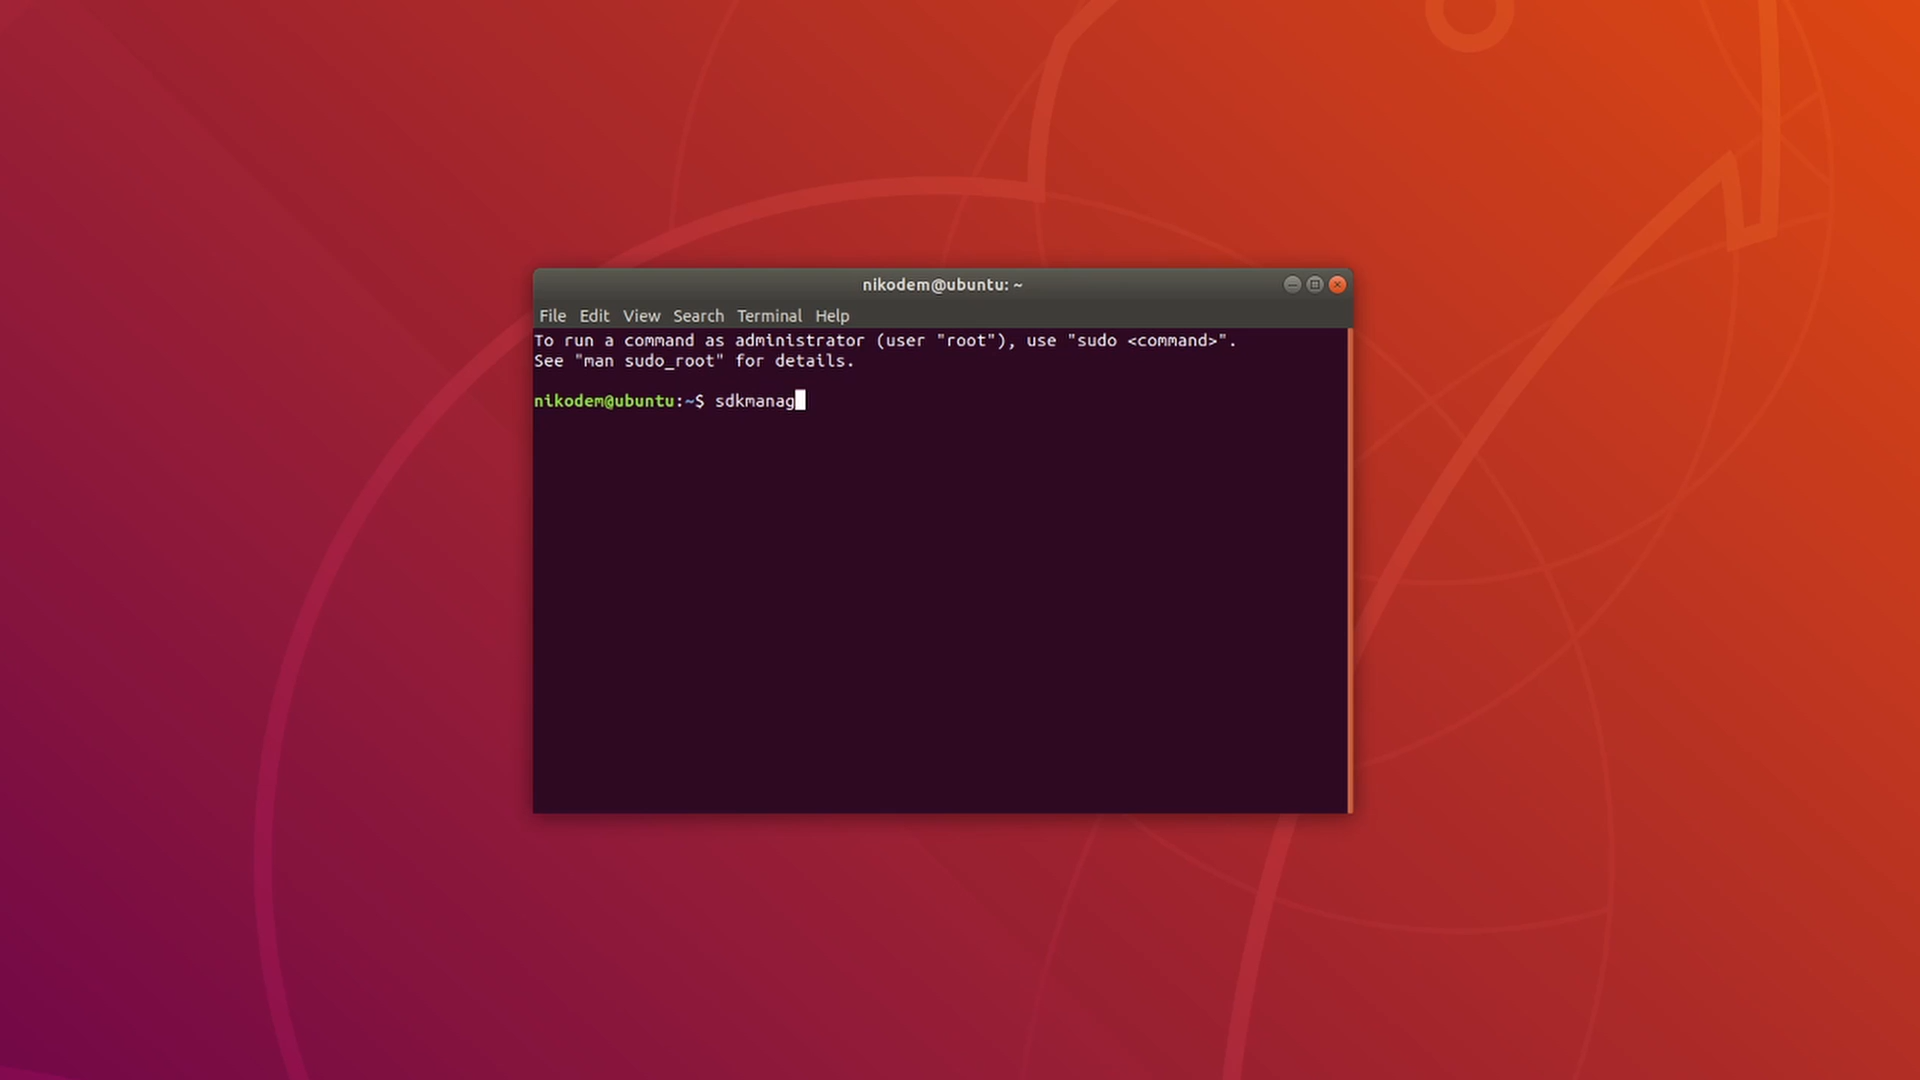 nikodem@ubuntu: ~
File Edit View Search Terminal Help
To run a command as administrator (user "root"), use "sudo <command>".
See "man sudo_root" for details.
nikodem@ubuntu:~$ sdkmanag